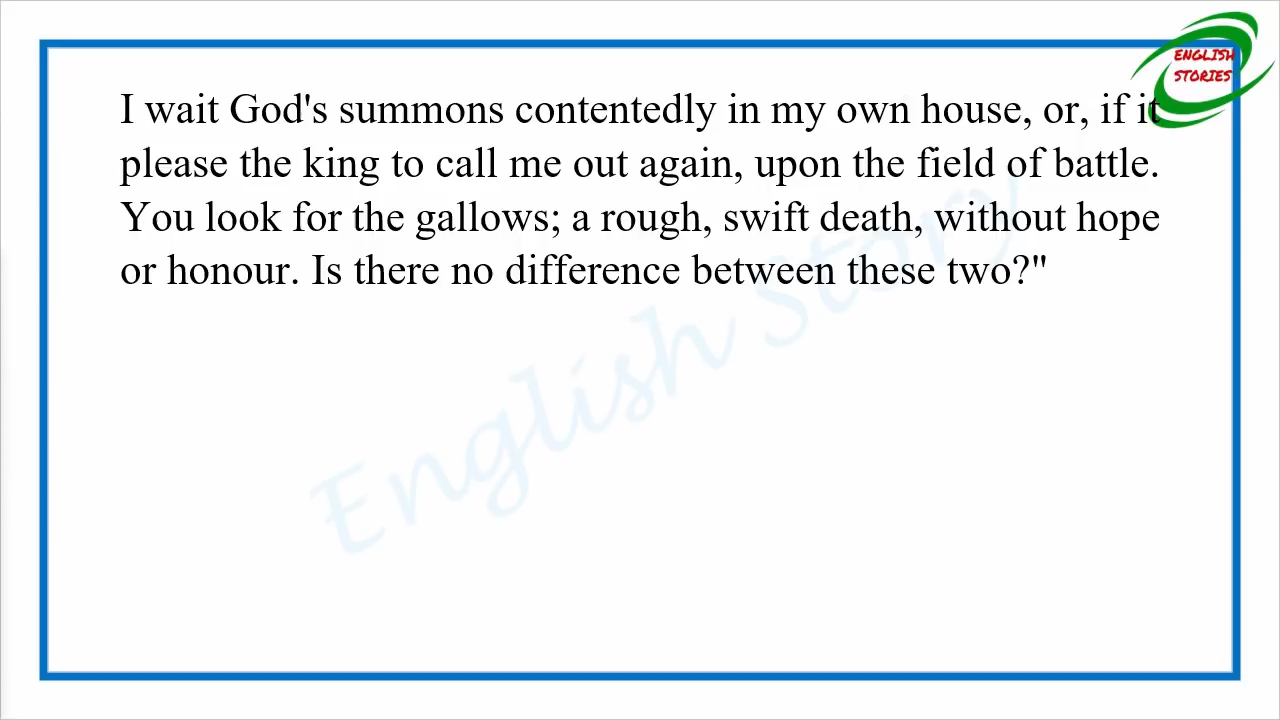 ENGLISH
STORIES
I wait God's summons contentedly in my own house, or, if it
please the king to call me out again, upon the field of battle.
You look for the gallows; a rough, swift death, without hope
or honour. Is there no difference between these two?"
English Story